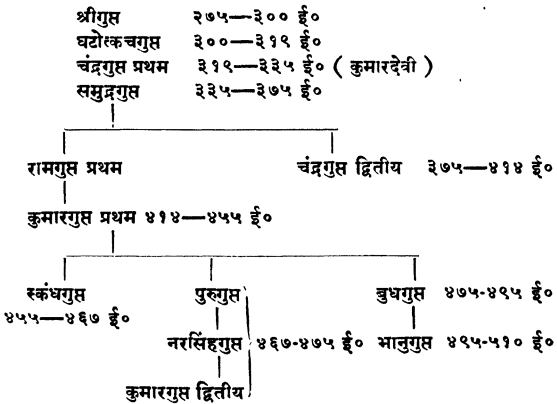 श्रीगुप्त २७५—३०० ई०
घटोत्कचगुप्त ३००—३१९ ई०
चंद्रगुप्त प्रथम ३१९—३३५ ई० ( कुमारदेवी )
समुद्रगुप्त ३३५—३७५ ई०
रामगुप्त प्रथम चंद्रगुप्त द्वितीय ३७५—४१४ ई०
कुमारगुप्त प्रथम ४१४—४५५ ई०
स्कंधगुप्त पुरुगुप्त बुधगुप्त ४७५-४९५ ई०
४५५—४६७ ई०
नरसिंहगुप्त ४६७-४७५ ई० भानुगुप्त ४९५-५१० ई०
कुमारगुप्त द्वितीय